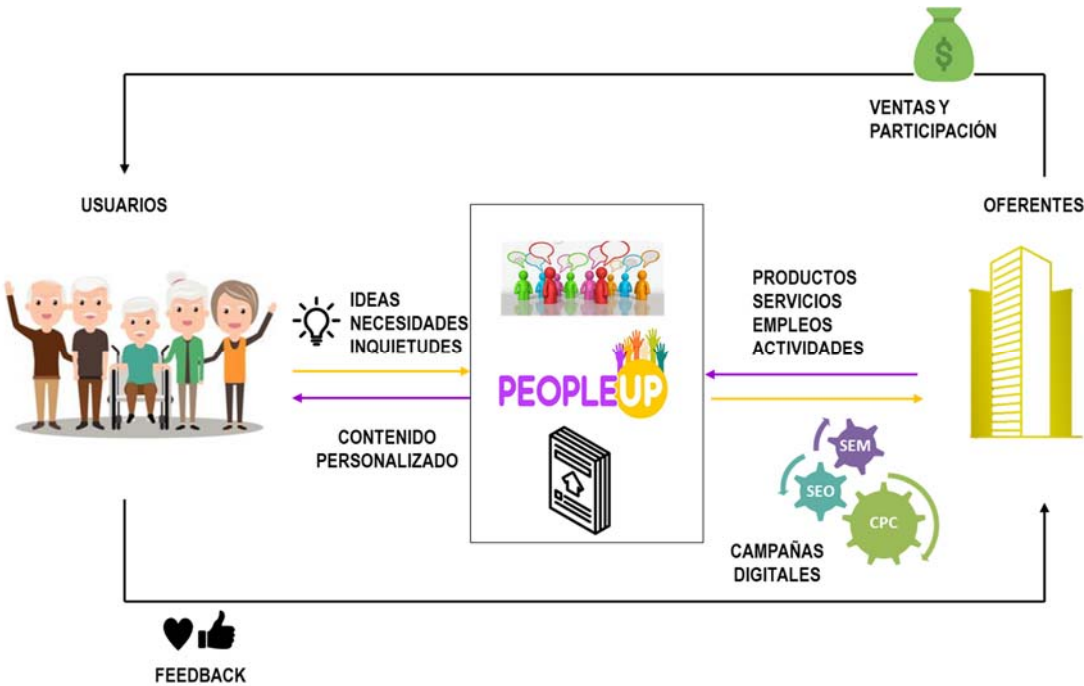 $
VENTAS Y
PARTICIPACIÓN
USUARIOS
OFERENTES
IDEAS
NECESIDADES
INQUIETUDES
PRODUCTOS
SERVICIOS
EMPLEOS
ACTIVIDADES
PEOPLEUP
CONTENIDO
PERSONALIZADO
SEM
SEO
CPC
CAMPAÑAS
DIGITALES
FEEDBACK